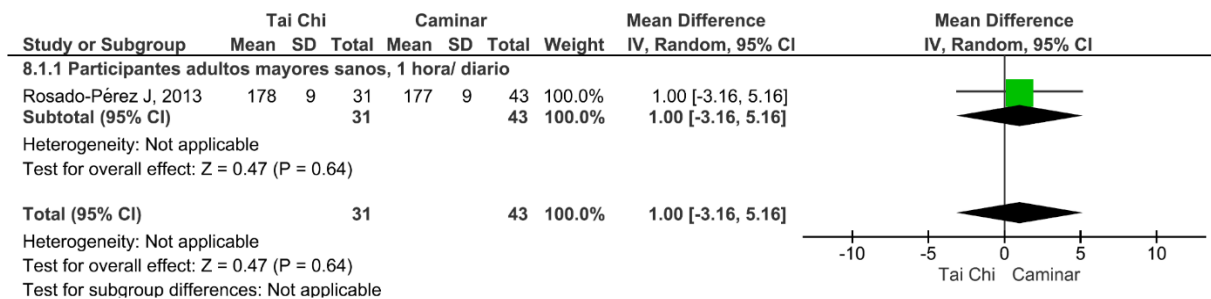 Tai Chi Caminar Mean Difference Mean Difference
Study or Subgroup Mean SD Total Mean SD Total Weight IV, Random, 95% CI IV, Random, 95% CI
8.1.1 Participantes adultos mayores sanos, 1 hora/ diario
Rosado-Pérez J, 2013 178 9 31 177 9 43 100.0% 1.00 [-3.16, 5.16]
Subtotal (95% CI) 31 43 100.0% 1.00 [-3.16, 5.16]
Heterogeneity: Not applicable
Test for overall effect: Z = 0.47 (P = 0.64)
Total (95% CI) 31 43 100.0% 1.00 [-3.16, 5.16]
Heterogeneity: Not applicable
Test for overall effect: Z = 0.47 (P = 0.64)
Test for subgroup differences: Not applicable
-10 -5 0 5 10
Tai Chi Caminar